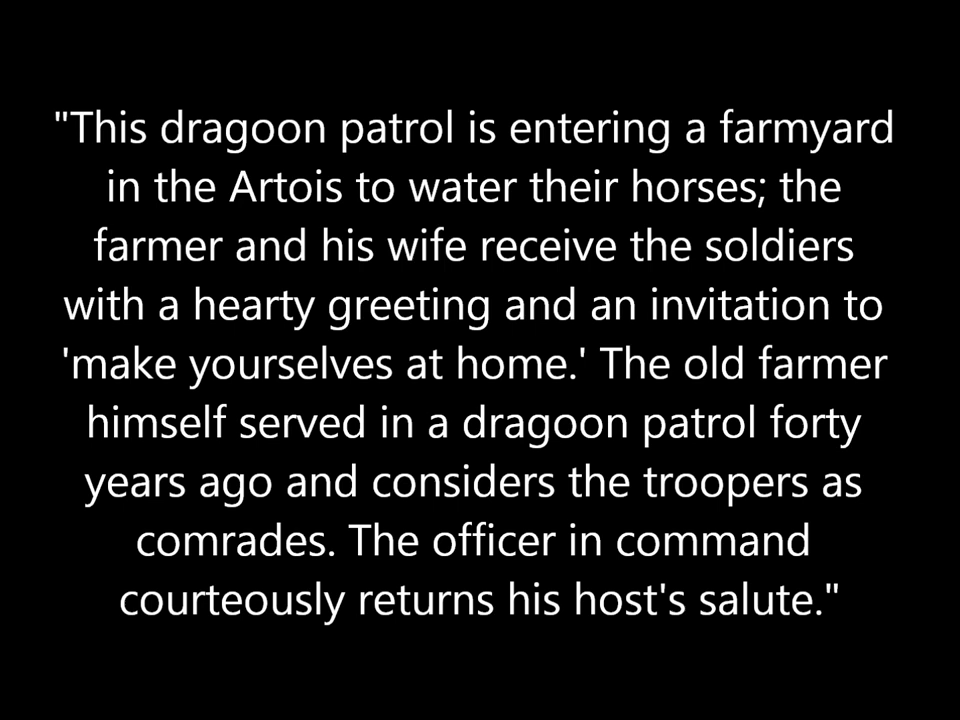 "This dragoon patrol is entering a farmyard
in the Artois to water their horses; the
farmer and his wife receive the soldiers
with a hearty greeting and an invitation to
'make yourselves at home.' The old farmer
himself served in a dragoon patrol forty
years ago and considers the troopers as
comrades. The officer in command
courteously returns his host's salute."